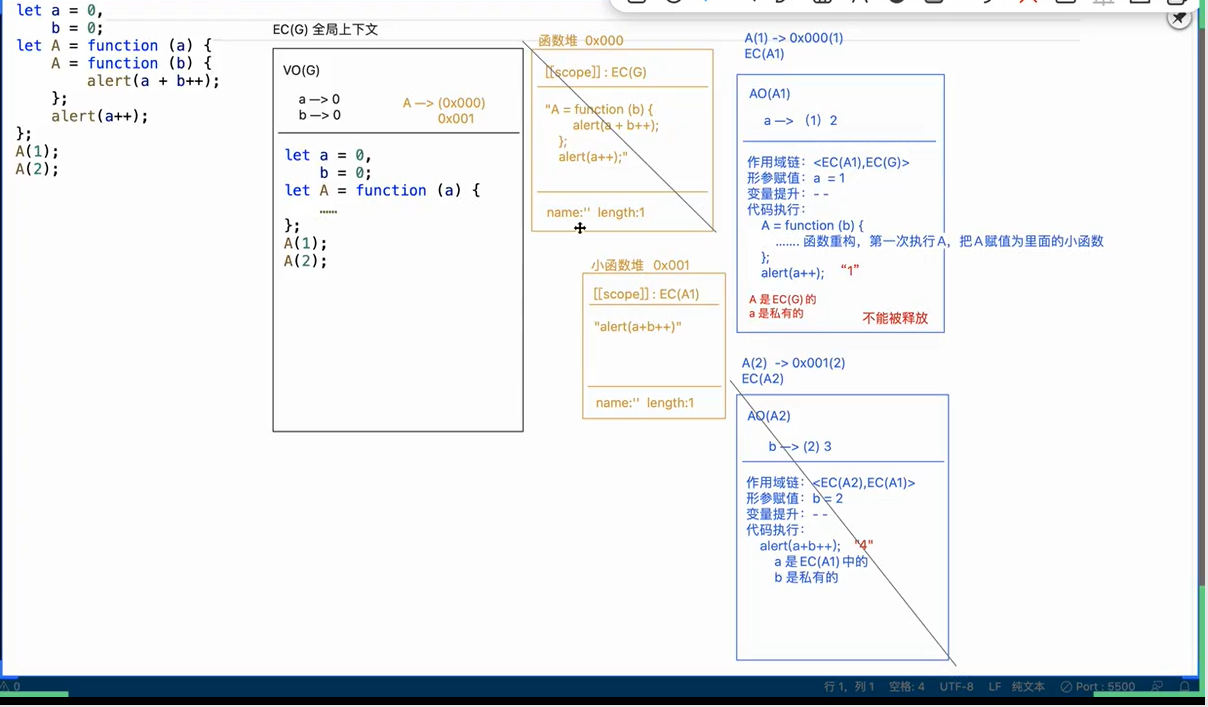 let a = 0,
    b = 0;
let A = function (a) {
    A = function (b) {
        alert(a + b++);
    };
    alert(a++);
};
A(1);
A(2);
EC(G) 全局上下文
VO(G)
a —> 0
b —> 0
A —> (0x000)
0x001
let a = 0,
    b = 0;
let A = function (a) {
    ……
};
A(1);
A(2);
函数堆 0x000
[[scope]] : EC(G)
"A = function (b) {
    alert(a + b++);
};
alert(a++);"
name:'' length:1
小函数堆 0x001
[[scope]] : EC(A1)
"alert(a+b++)"
name:'' length:1
A(1) -> 0x000(1)
EC(A1)
AO(A1)
a —> （1）2
作用域链：<EC(A1),EC(G)>
形参赋值：a = 1
变量提升：- -
代码执行：
A = function (b) {
....... 函数重构，第一次执行A，把A赋值为里面的小函数
};
alert(a++); “1”
A 是EC(G)的
a 是私有的
不能被释放
A(2) -> 0x001(2)
EC(A2)
AO(A2)
b —> (2) 3
作用域链：<EC(A2),EC(A1)>
形参赋值：b = 2
变量提升：- -
代码执行：
alert(a+b++); "4"
a 是EC(A1)中的
b 是私有的
0
行 1，列 1 空格: 4 UTF-8 LF 纯文本 Port : 5500